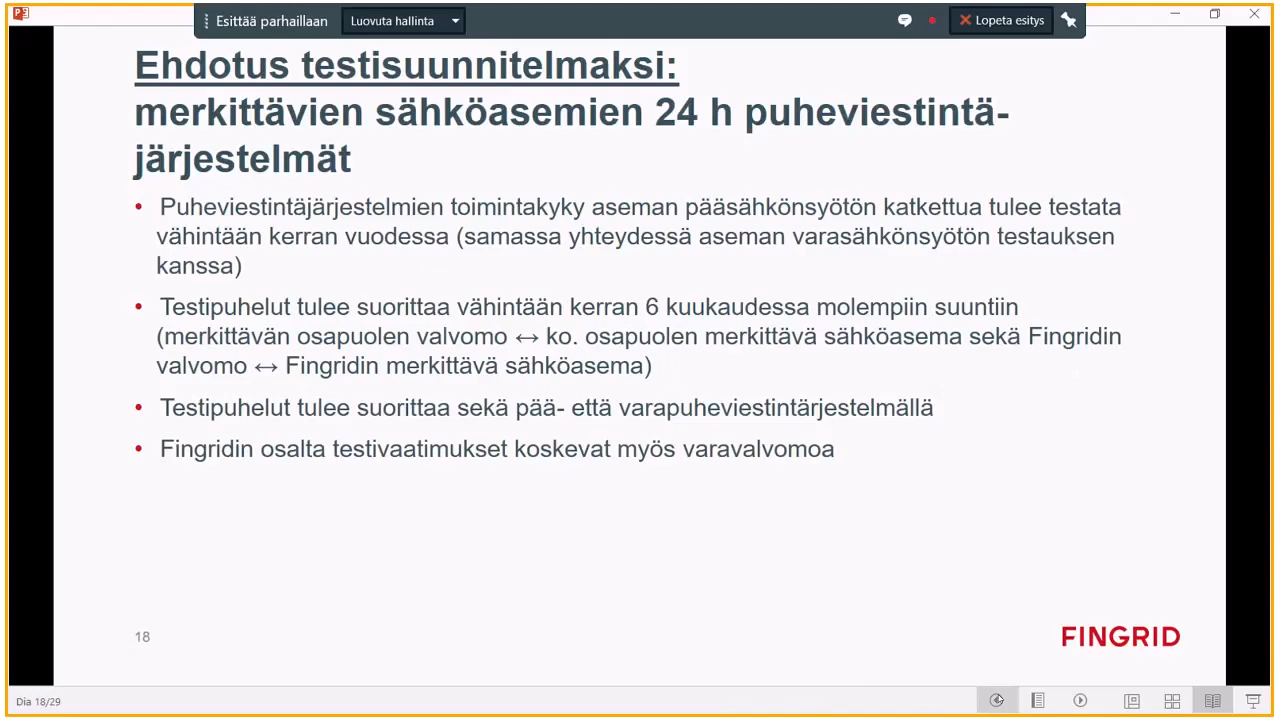 Esittää parhaillaan
Luovuta hallinta
Lopeta esitys
Ehdotus testisuunnitelmaksi:
merkittävien sähköasemien 24 h puheviestintä-
järjestelmät
• Puheviestintäjärjestelmien toimintakyky aseman pääsähkönsyötön katkettua tulee testata
vähintään kerran vuodessa (samassa yhteydessä aseman varasähkönsyötön testauksen
kanssa)
• Testipuhelut tulee suorittaa vähintään kerran 6 kuukaudessa molempiin suuntiin
(merkittävän osapuolen valvomo ↔ ko. osapuolen merkittävä sähköasema sekä Fingridin
valvomo ↔ Fingridin merkittävä sähköasema)
• Testipuhelut tulee suorittaa sekä pää- että varapuheviestintärjestelmällä
• Fingridin osalta testivaatimukset koskevat myös varavalvomoa
18
FINGRID
Dia 18/29